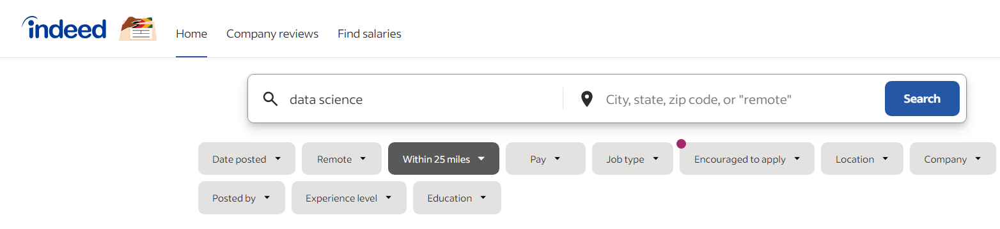 indeed Home Company reviews Find salaries
data science City, state, zip code, or "remote" Search
Date posted Remote Within 25 miles Pay Job type Encouraged to apply Location Company
Posted by Experience level Education